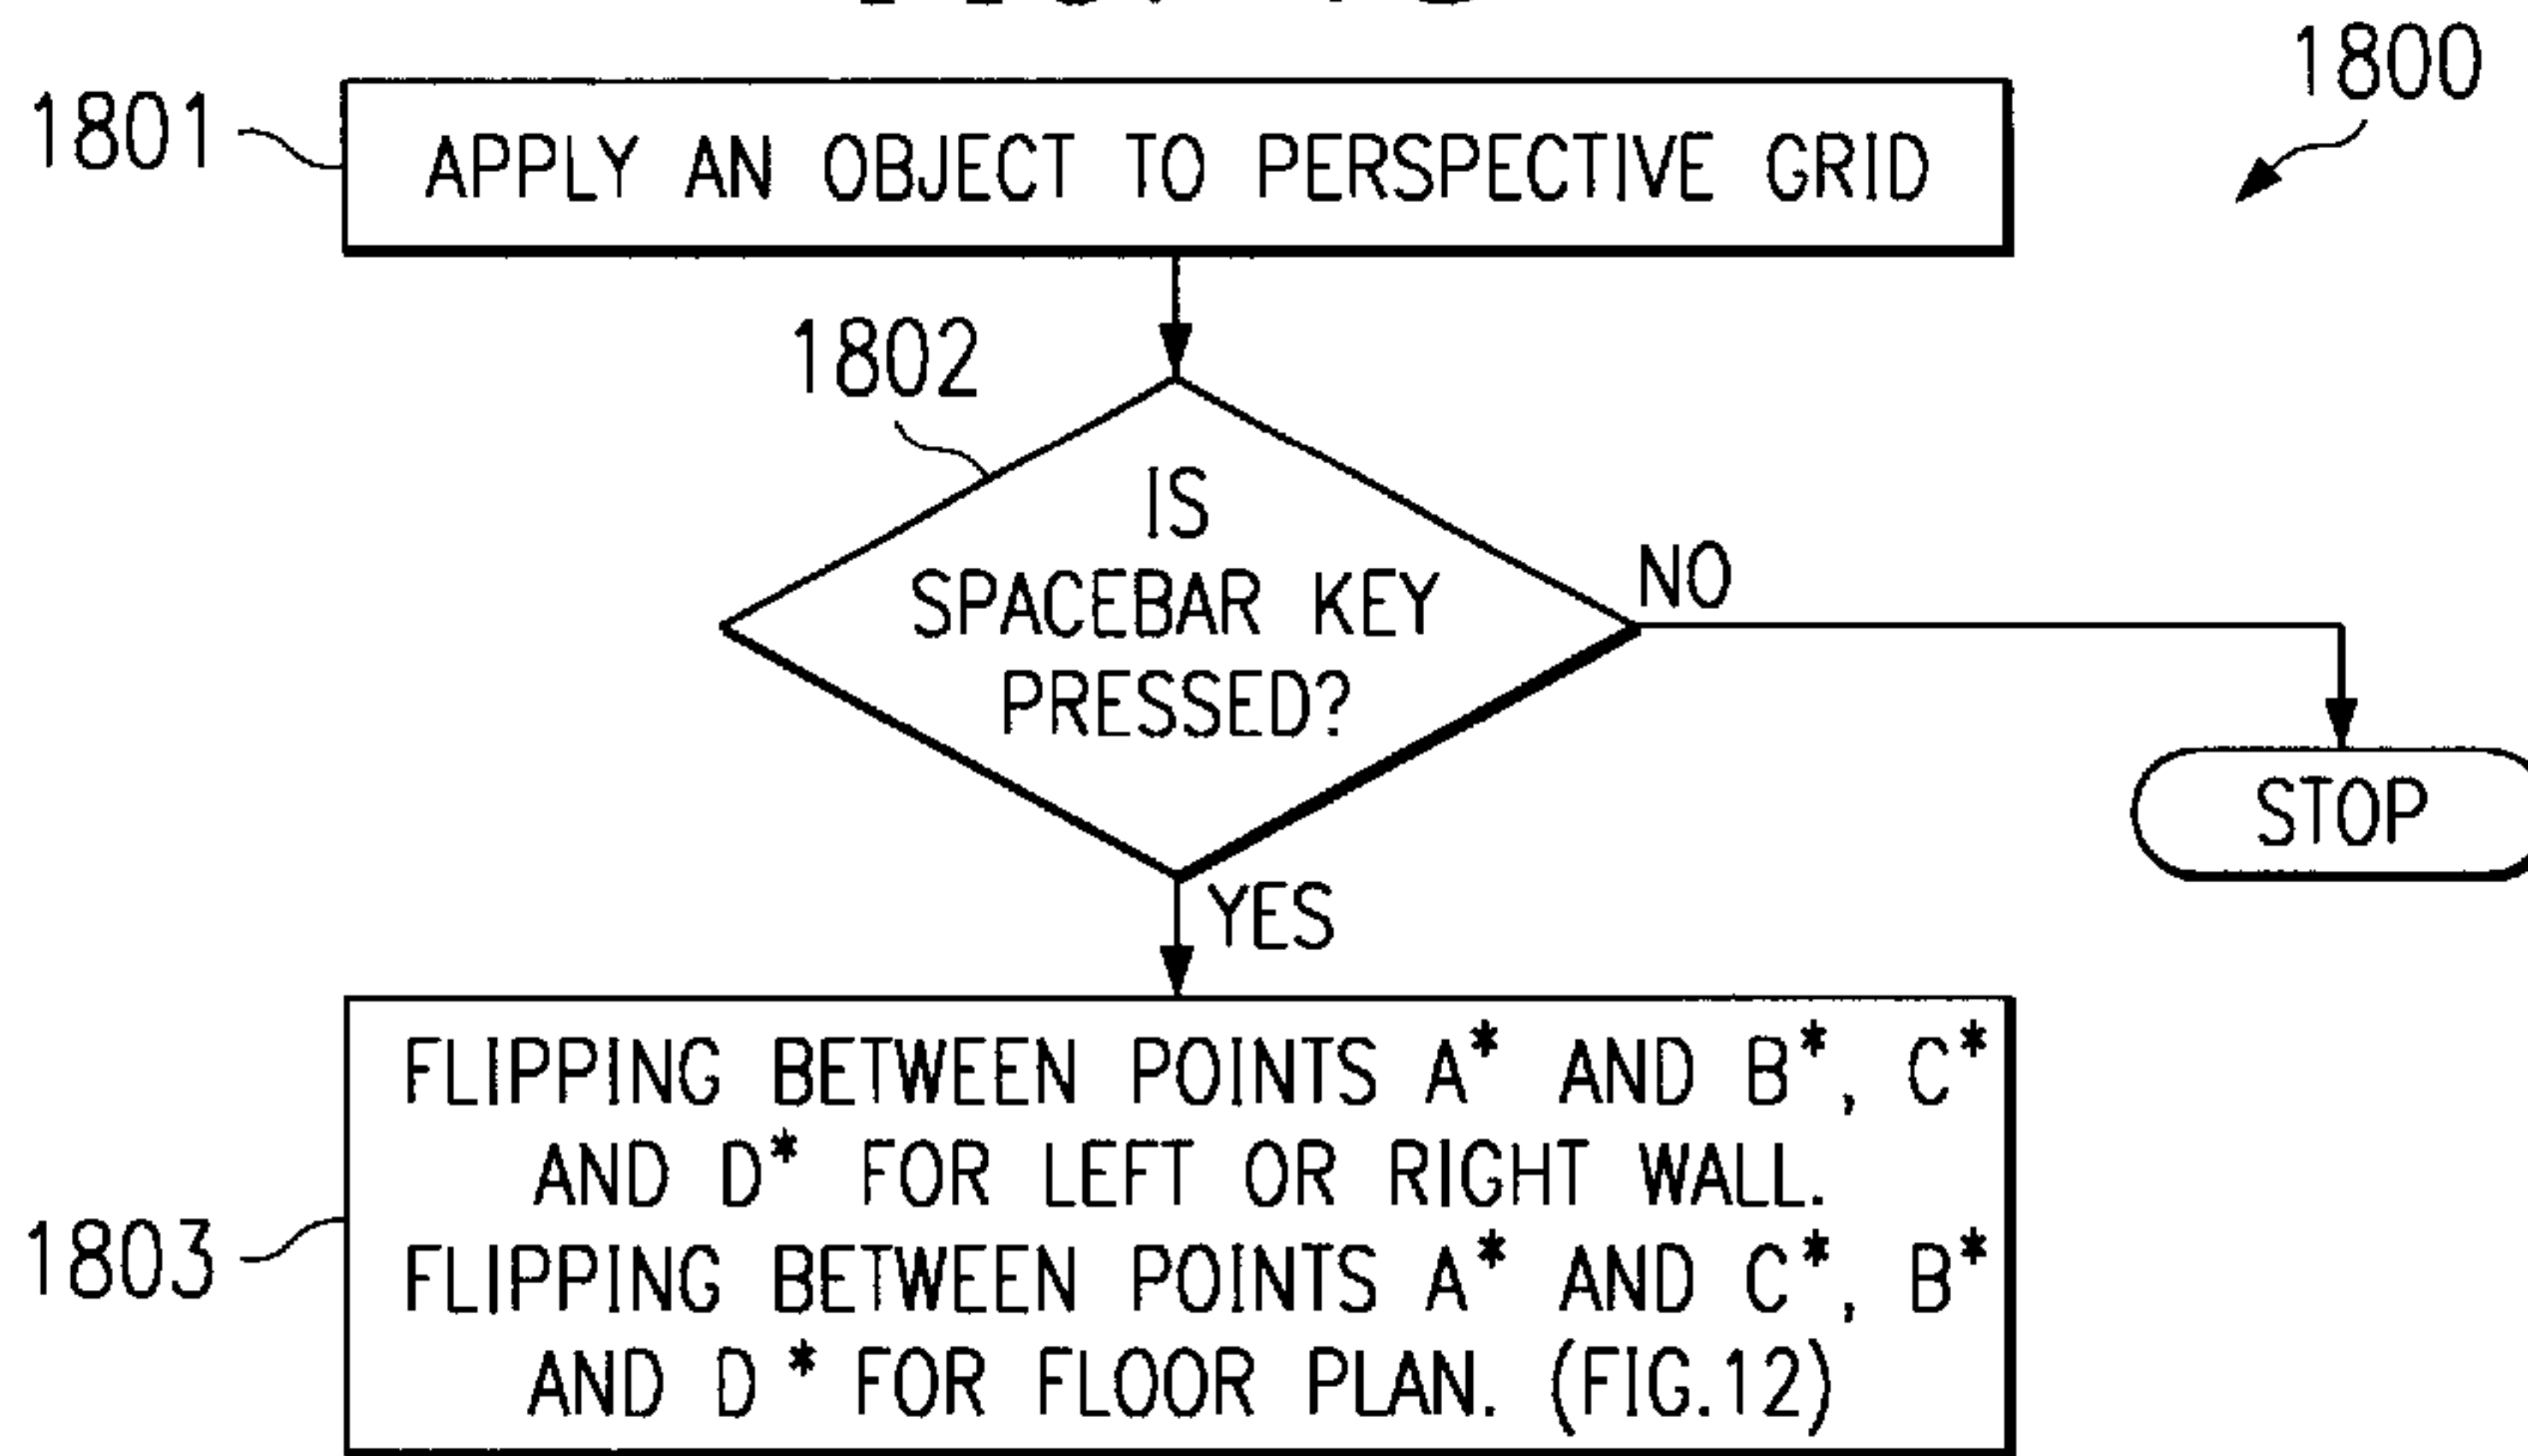 1800
1801
APPLY AN OBJECT TO PERSPECTIVE GRID
1802
IS
SPACEBAR KEY
PRESSED?
NO
STOP
YES
1803
FLIPPING BETWEEN POINTS A* AND B*, C*
AND D* FOR LEFT OR RIGHT WALL.
FLIPPING BETWEEN POINTS A* AND C*, B*
AND D* FOR FLOOR PLAN. (FIG.12)